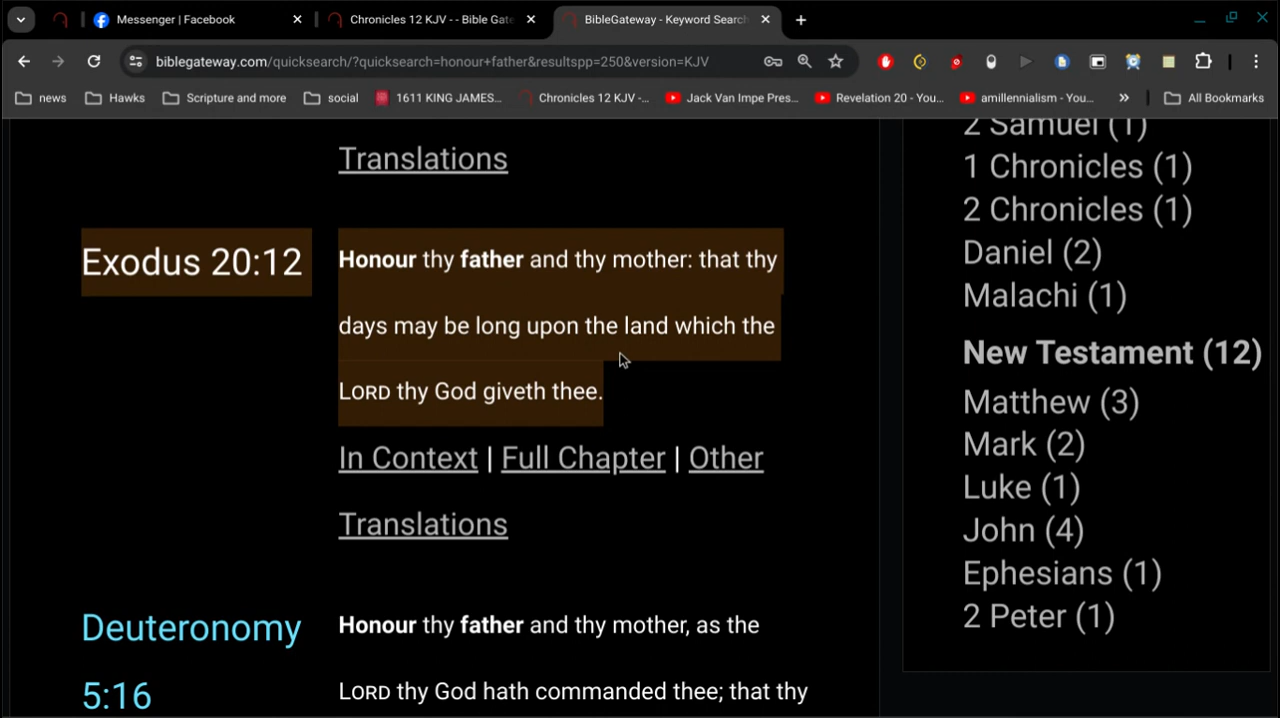 Messenger | Facebook
Chronicles 12 KJV - - Bible Gate
BibleGateway - Keyword Search
biblegateway.com/quicksearch/?quicksearch=honour+father&resultspp=250&version=KJV
news
Hawks
Scripture and more
social
1611 KING JAMES...
Chronicles 12 KJV -...
Jack Van Impe Pres...
Revelation 20 - You...
amillennialism - You...
All Bookmarks
Translations
Exodus 20:12
Honour thy father and thy mother: that thy
days may be long upon the land which the
LORD thy God giveth thee.
In Context | Full Chapter | Other
Translations
Deuteronomy
5:16
Honour thy father and thy mother, as the
LORD thy God hath commanded thee; that thy
2 Samuel (1)
1 Chronicles (1)
2 Chronicles (1)
Daniel (2)
Malachi (1)
New Testament (12)
Matthew (3)
Mark (2)
Luke (1)
John (4)
Ephesians (1)
2 Peter (1)